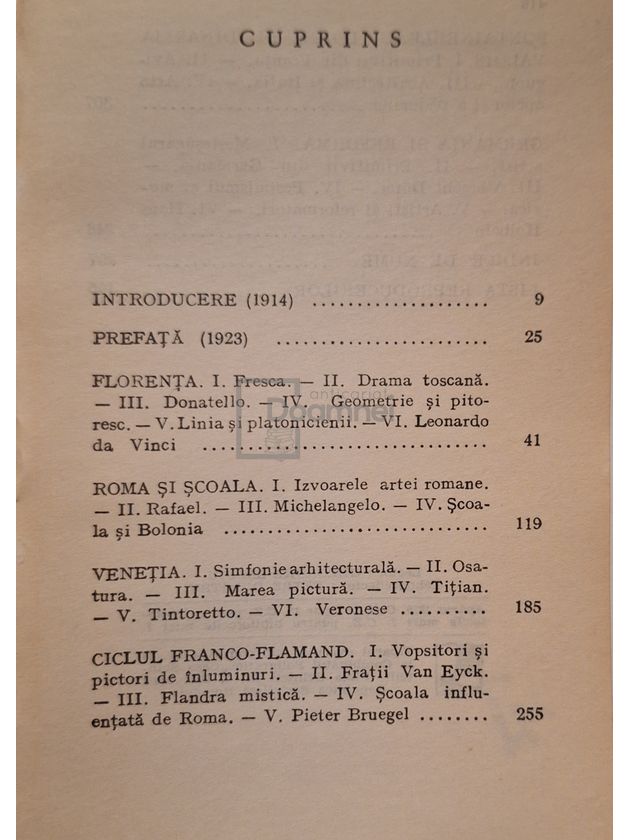 CUPRINS
INTRODUCERE (1914) .................... 9
PREFAȚĂ (1923) .................... 25
FLORENȚA. I. Fresca. — II. Drama toscană.
— III. Donatello. — IV. Geometrie și pito-
resc. — V. Linia și platonicienii. — VI. Leonardo
da Vinci .................... 41
ROMA ȘI ȘCOALA. I. Izvoarele artei romane.
— II. Rafael. — III. Michelangelo. — IV. Școa-
la și Bolonia .................... 119
VENEȚIA. I. Simfonie arhitecturală. — II. Osa-
tura. — III. Marea pictură. — IV. Tițian.
— V. Tintoretto. — VI. Veronese .......... 185
CICLUL FRANCO-FLAMAND. I. Vopsitori și
pictori de înluminuri. — II. Frații Van Eyck.
— III. Flandra mistică. — IV. Școala influ-
ențată de Roma. — V. Pieter Bruegel ........ 255
anticariat
Doamnei